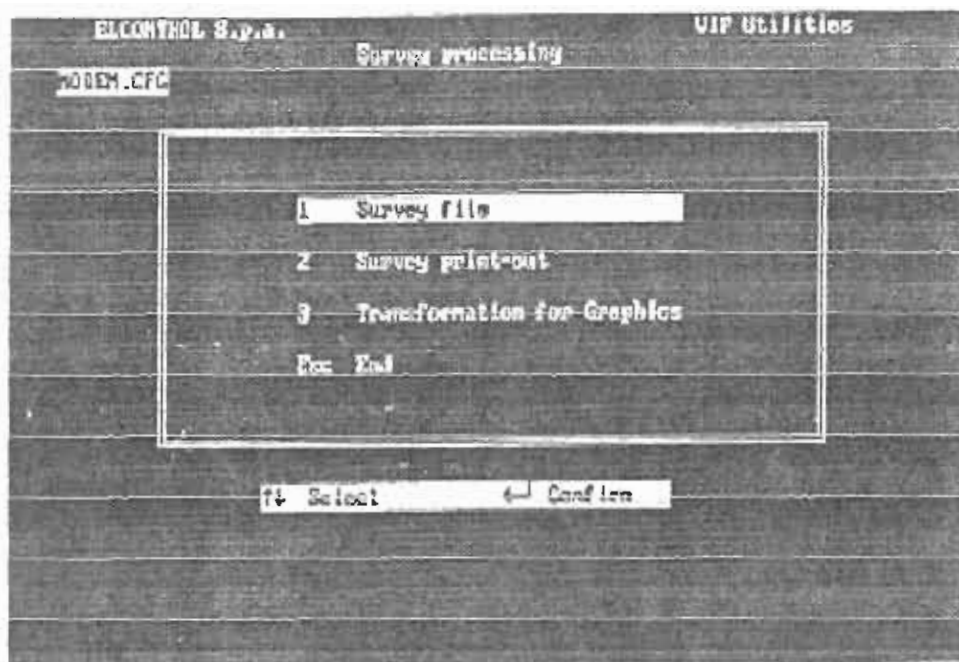 ELCONTROL S.p.a. VIP Utilities
Survey processing
MODEM.CFG
1 Survey file
2 Survey print-out
3 Transformation for Graphics
Esc End
↑↓ Select ←┘ Confirm